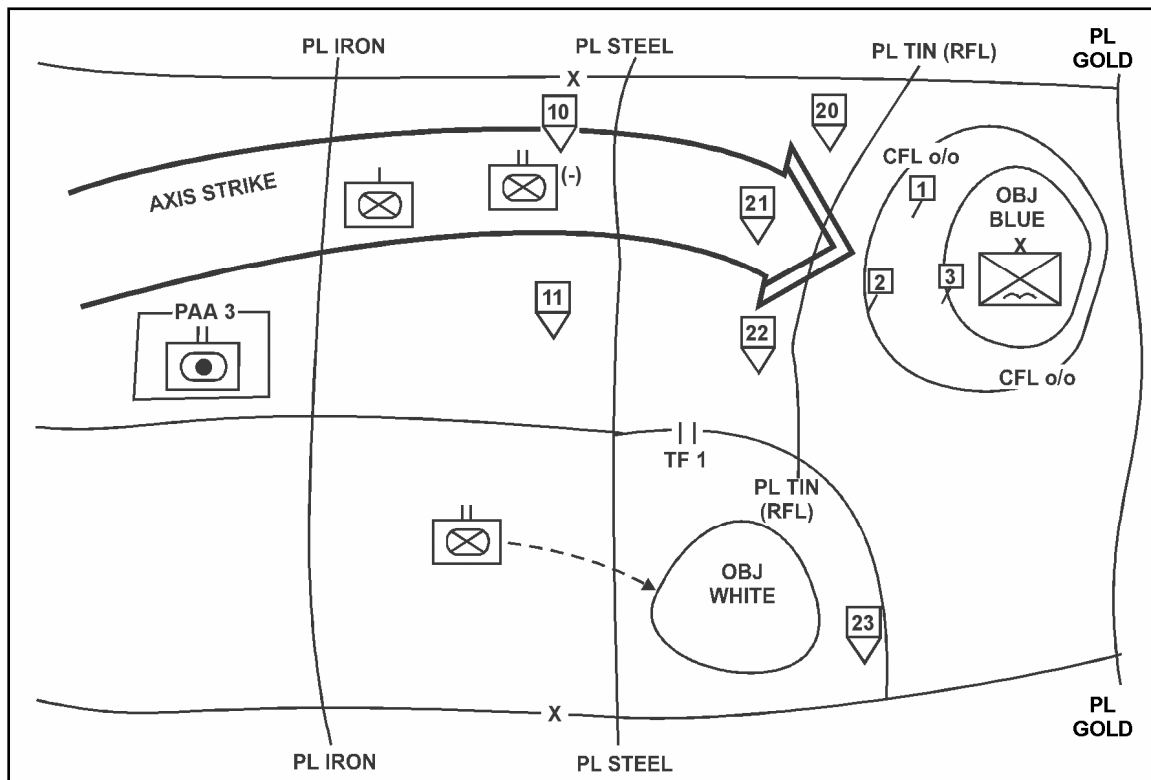 PL IRON
PL STEEL
PL TIN (RFL)
PL
GOLD
X
10
20
CFL o/o
(-)
1
OBJ
BLUE
X
AXIS STRIKE
21
2
3
11
PAA 3
22
CFL o/o
TF 1
PL TIN
(RFL)
OBJ
WHITE
23
X
PL
GOLD
PL IRON
PL STEEL